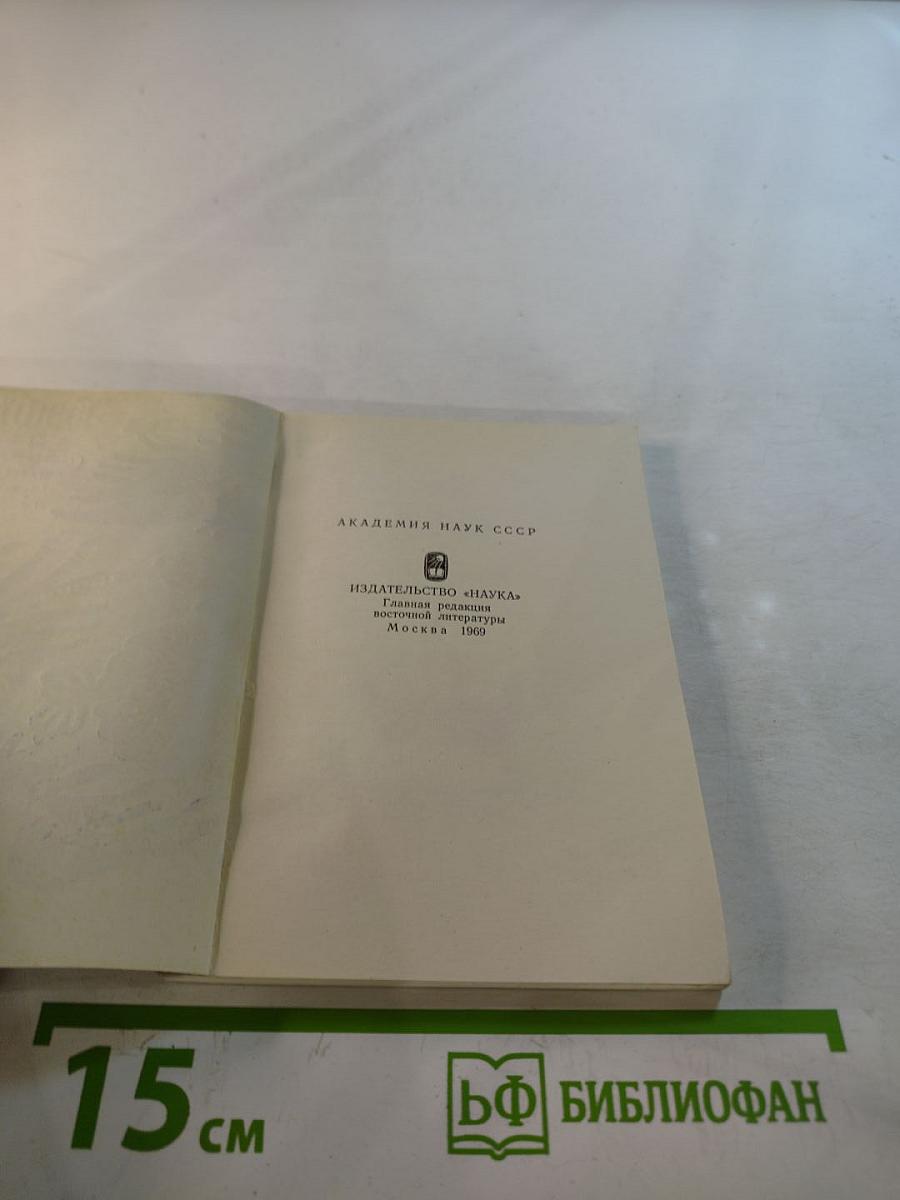 АКАДЕМИЯ НАУК СССР
ИЗДАТЕЛЬСТВО «НАУКА»
Главная редакция
восточной литературы
Москва 1969
15 см
ЬФ БИБЛИОФАН